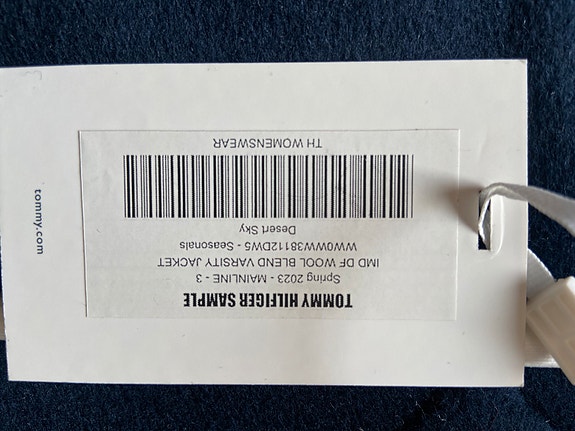 TOMMY HILFIGER SAMPLE
Spring 2023 - MAINLINE - 3
IMD DF WOOL BLEND VARSITY JACKET
WW0WW38112DW5 - Seasonals
Desert Sky
TH WOMENSWEAR
tommy.com